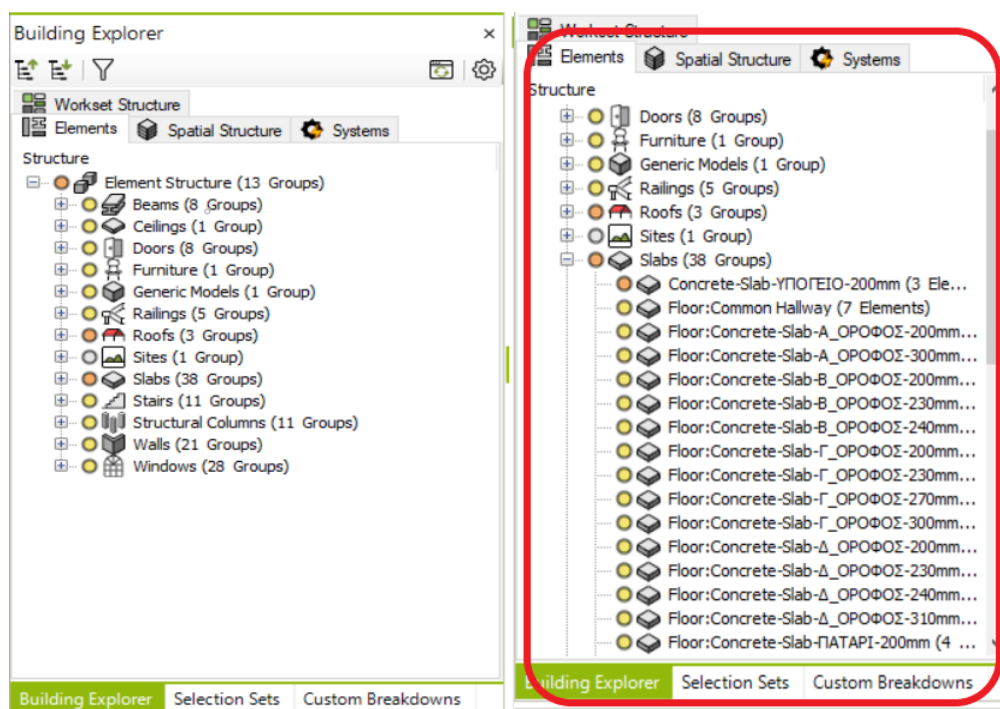 Building Explorer
Workset Structure
Elements Spatial Structure Systems
Structure
Element Structure (13 Groups)
Beams (8 Groups)
Ceilings (1 Group)
Doors (8 Groups)
Furniture (1 Group)
Generic Models (1 Group)
Railings (5 Groups)
Roofs (3 Groups)
Sites (1 Group)
Slabs (38 Groups)
Stairs (11 Groups)
Structural Columns (11 Groups)
Walls (21 Groups)
Windows (28 Groups)
Building Explorer Selection Sets Custom Breakdowns
Workset Structure
Elements Spatial Structure Systems
Structure
Doors (8 Groups)
Furniture (1 Group)
Generic Models (1 Group)
Railings (5 Groups)
Roofs (3 Groups)
Sites (1 Group)
Slabs (38 Groups)
Concrete-Slab-ΥΠΟΓΕΙΟ-200mm (3 Ele...
Floor:Common Hallway (7 Elements)
Floor:Concrete-Slab-Α_ΟΡΟΦΟΣ-200mm...
Floor:Concrete-Slab-Α_ΟΡΟΦΟΣ-300mm...
Floor:Concrete-Slab-Β_ΟΡΟΦΟΣ-200mm...
Floor:Concrete-Slab-Β_ΟΡΟΦΟΣ-230mm...
Floor:Concrete-Slab-Β_ΟΡΟΦΟΣ-240mm...
Floor:Concrete-Slab-Γ_ΟΡΟΦΟΣ-200mm...
Floor:Concrete-Slab-Γ_ΟΡΟΦΟΣ-230mm...
Floor:Concrete-Slab-Γ_ΟΡΟΦΟΣ-270mm...
Floor:Concrete-Slab-Γ_ΟΡΟΦΟΣ-300mm...
Floor:Concrete-Slab-Δ_ΟΡΟΦΟΣ-200mm...
Floor:Concrete-Slab-Δ_ΟΡΟΦΟΣ-230mm...
Floor:Concrete-Slab-Δ_ΟΡΟΦΟΣ-240mm...
Floor:Concrete-Slab-Δ_ΟΡΟΦΟΣ-310mm...
Floor:Concrete-Slab-ΠΑΤΑΡΙ-200mm (4 ...
Building Explorer Selection Sets Custom Breakdowns